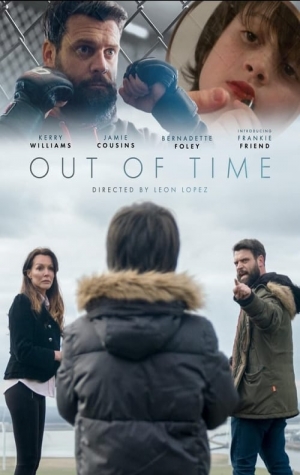 KERRY WILLIAMS
JAMIE COUSINS
BERNADETTE FOLEY
INTRODUCING
FRANKIE FRIEND
OUT OF TIME
DIRECTED BY LEON LOPEZ